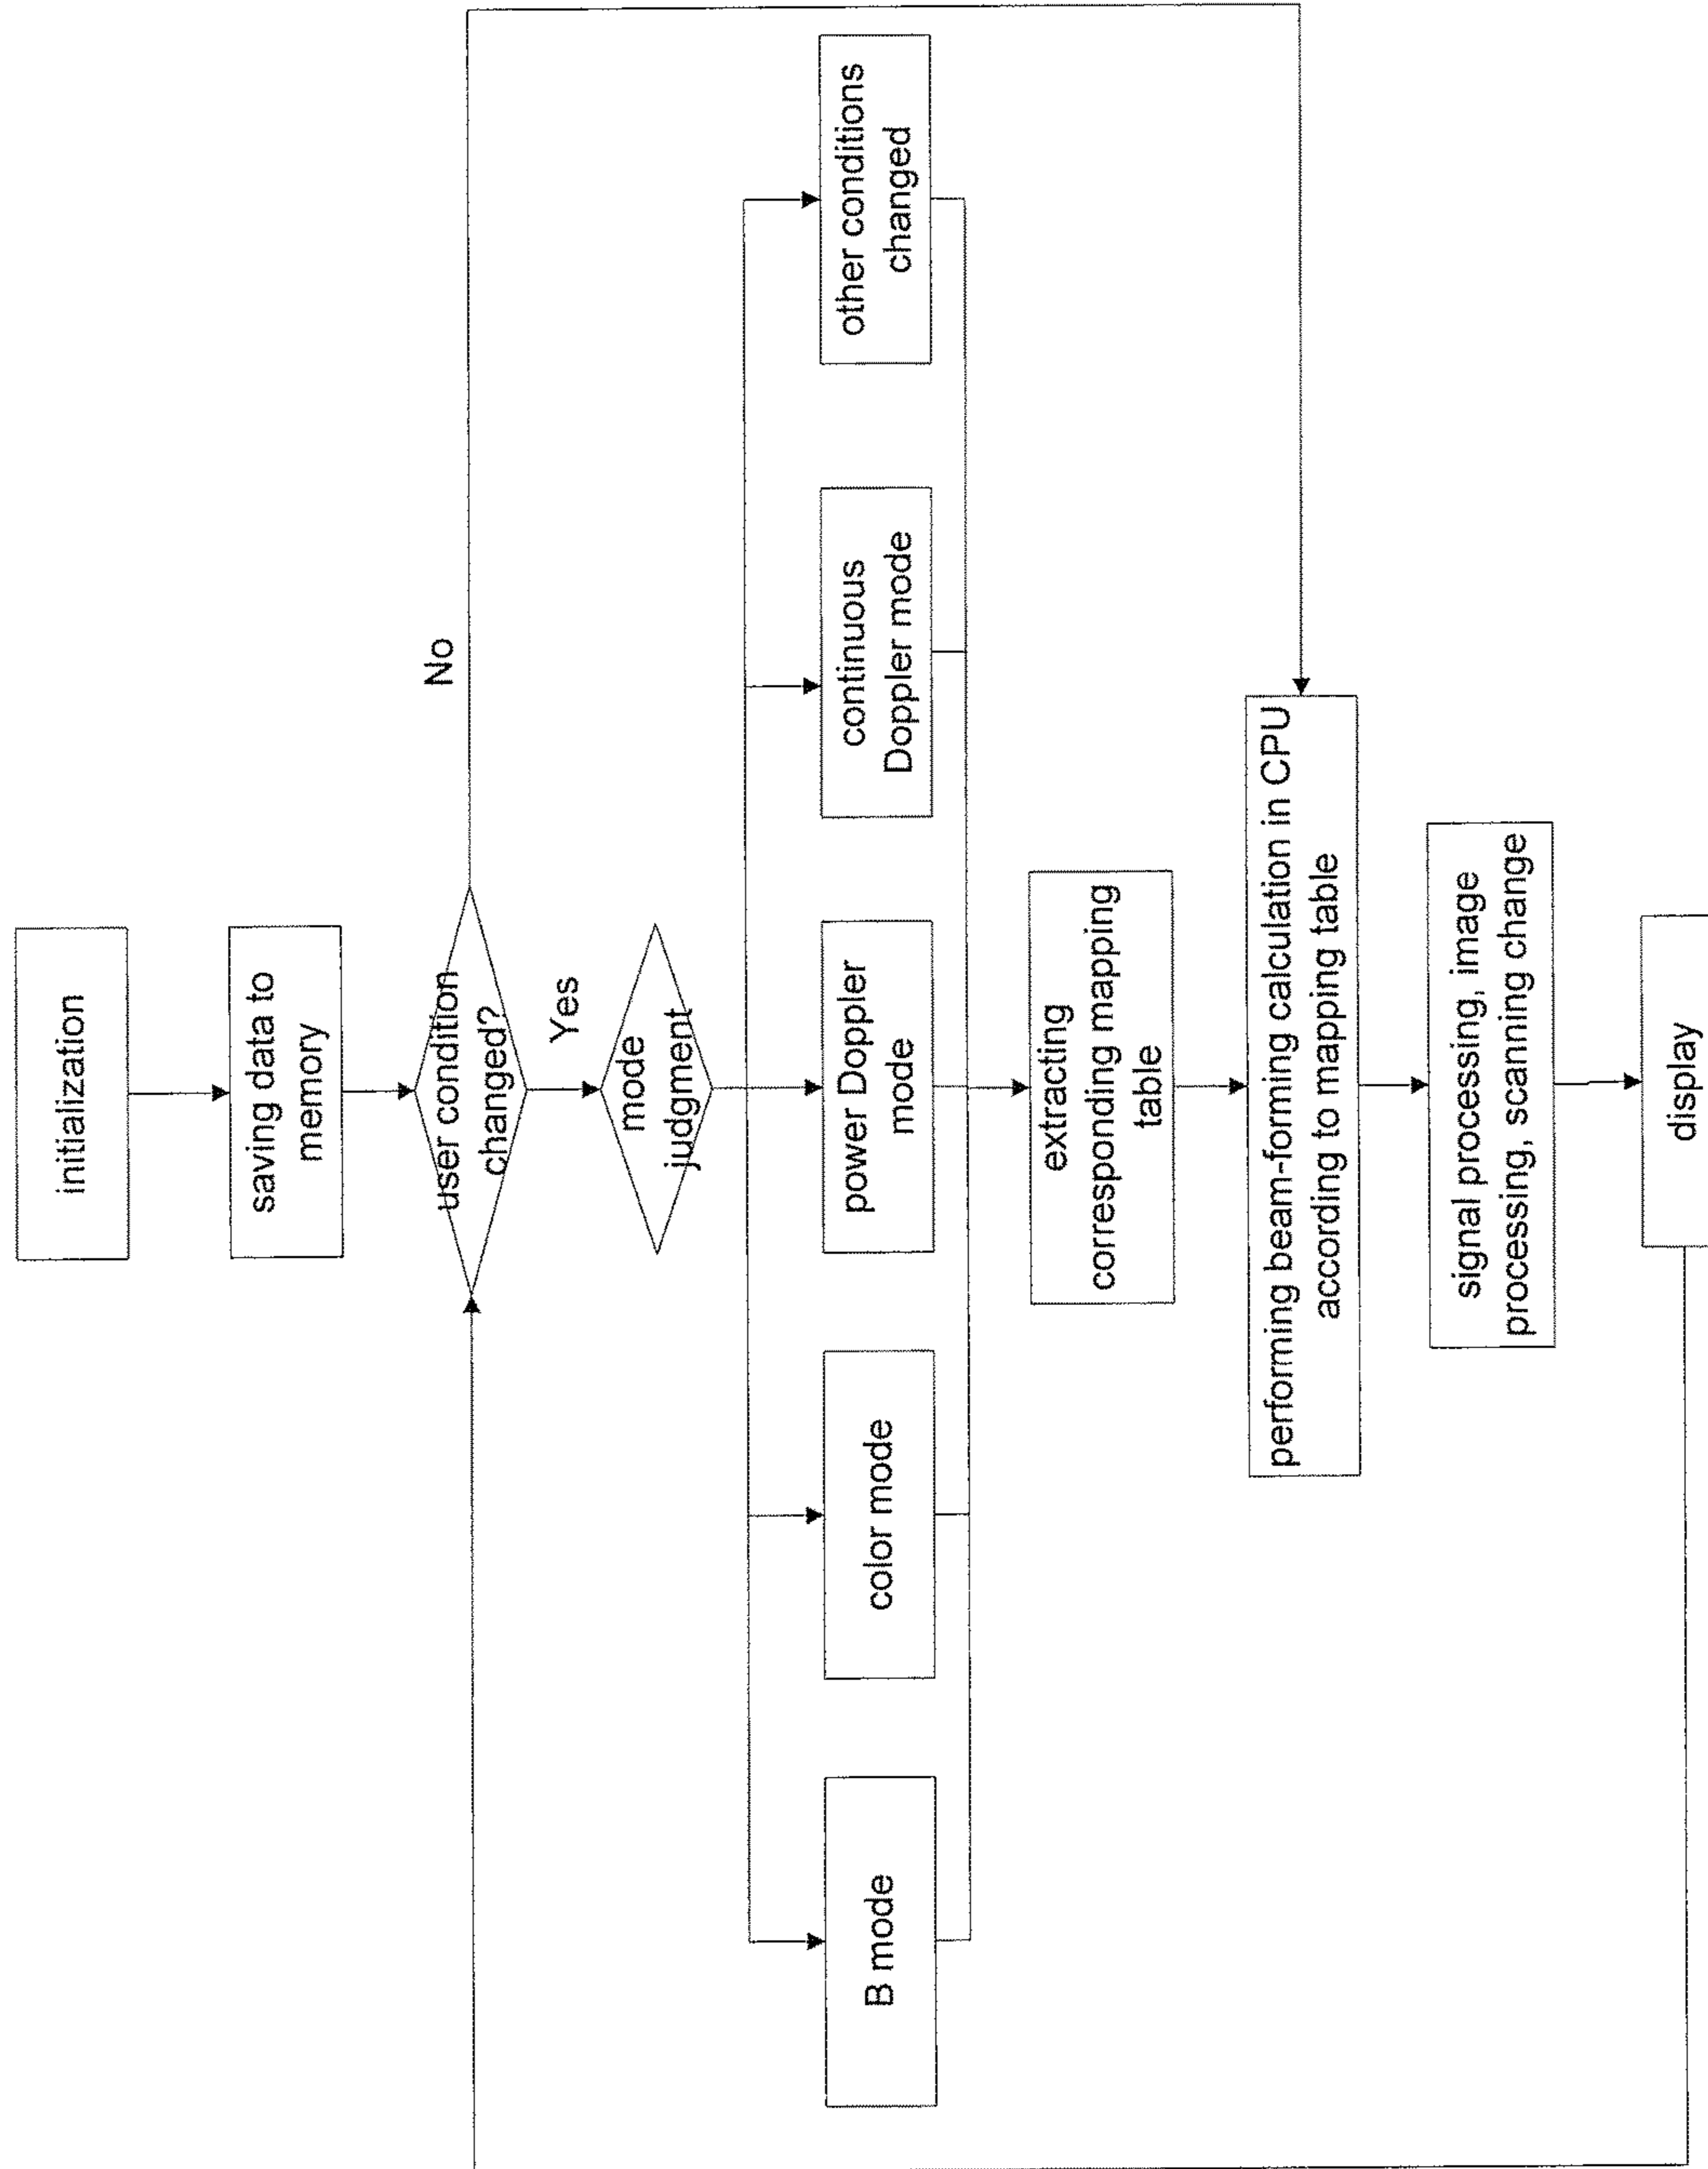 initialization
saving data to
memory
user condition
changed?
No
Yes
mode
judgment
B mode
color mode
power Doppler
mode
continuous
Doppler mode
other conditions
changed
extracting
corresponding mapping
table
performing beam-forming calculation in CPU
according to mapping table
signal processing, image
processing, scanning change
display